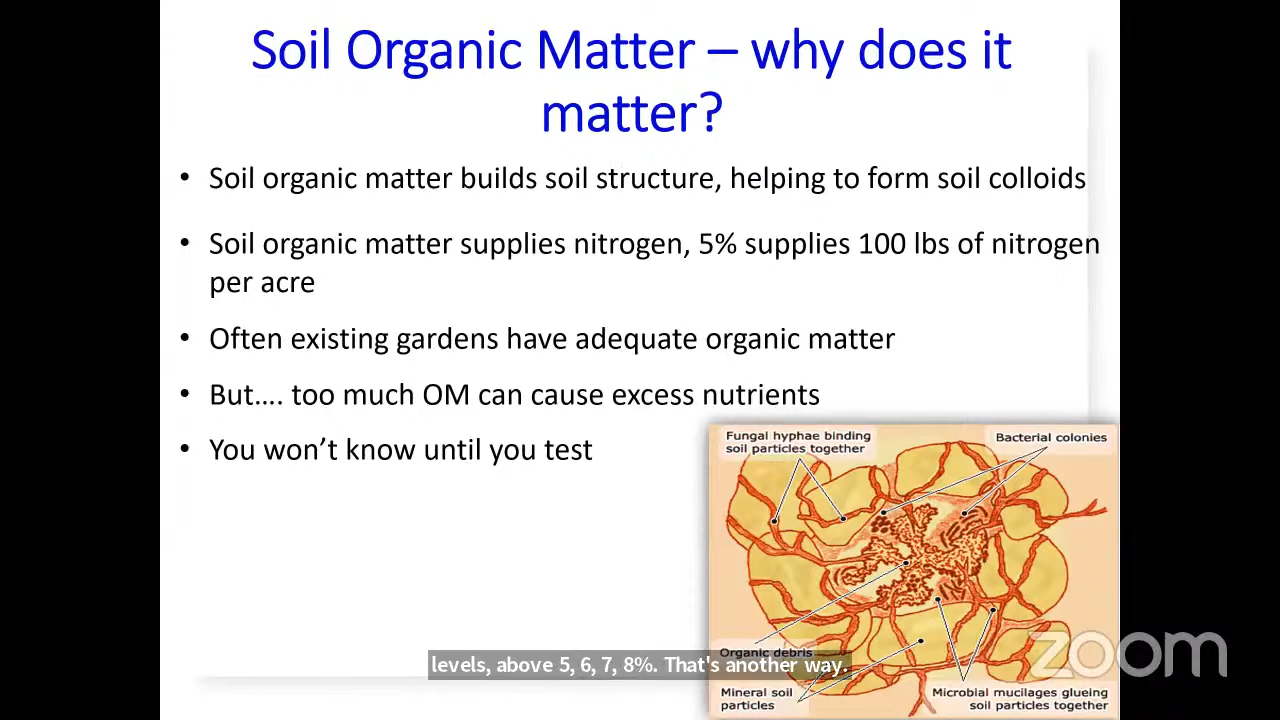 Soil Organic Matter – why does it
matter?
• Soil organic matter builds soil structure, helping to form soil colloids
• Soil organic matter supplies nitrogen, 5% supplies 100 lbs of nitrogen
per acre
• Often existing gardens have adequate organic matter
• But.... too much OM can cause excess nutrients
• You won’t know until you test
Fungal hyphae binding
soil particles together
Bacterial colonies
Organic debris
Mineral soil
particles
Microbial mucilages glueing
soil particles together
levels, above 5, 6, 7, 8%. That's another way.
zoom